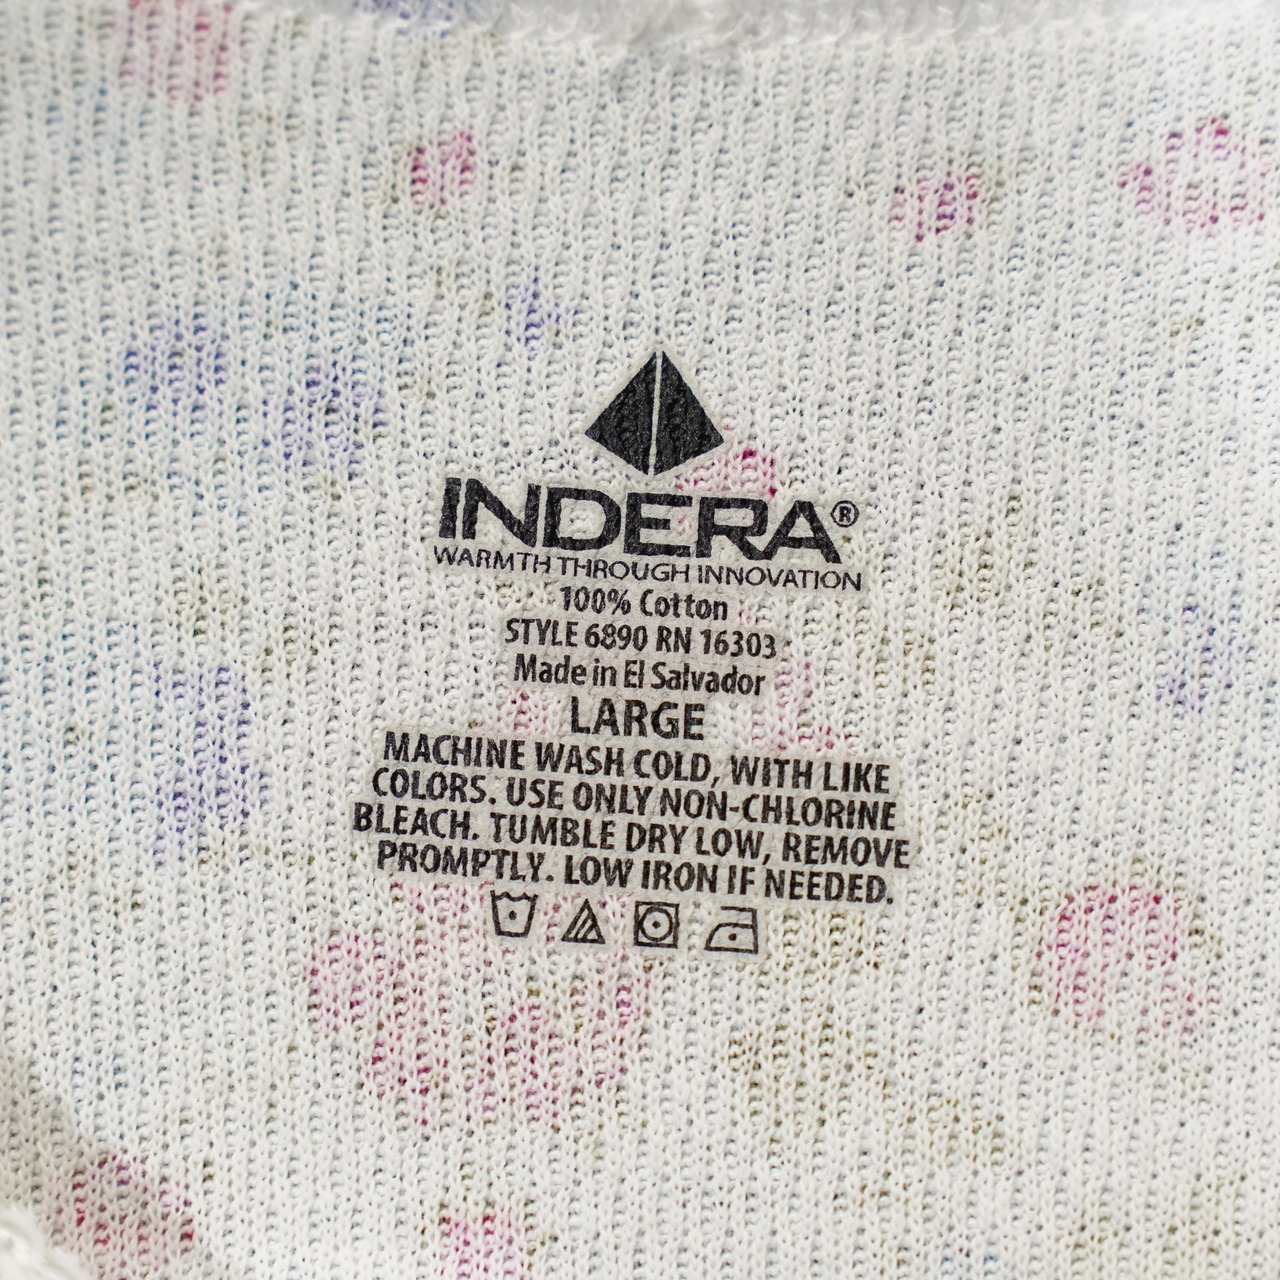 INDERA®
WARMTH THROUGH INNOVATION
100% Cotton
STYLE 6890 RN 16303
Made in El Salvador
LARGE
MACHINE WASH COLD, WITH LIKE
COLORS. USE ONLY NON-CHLORINE
BLEACH. TUMBLE DRY LOW, REMOVE
PROMPTLY. LOW IRON IF NEEDED.